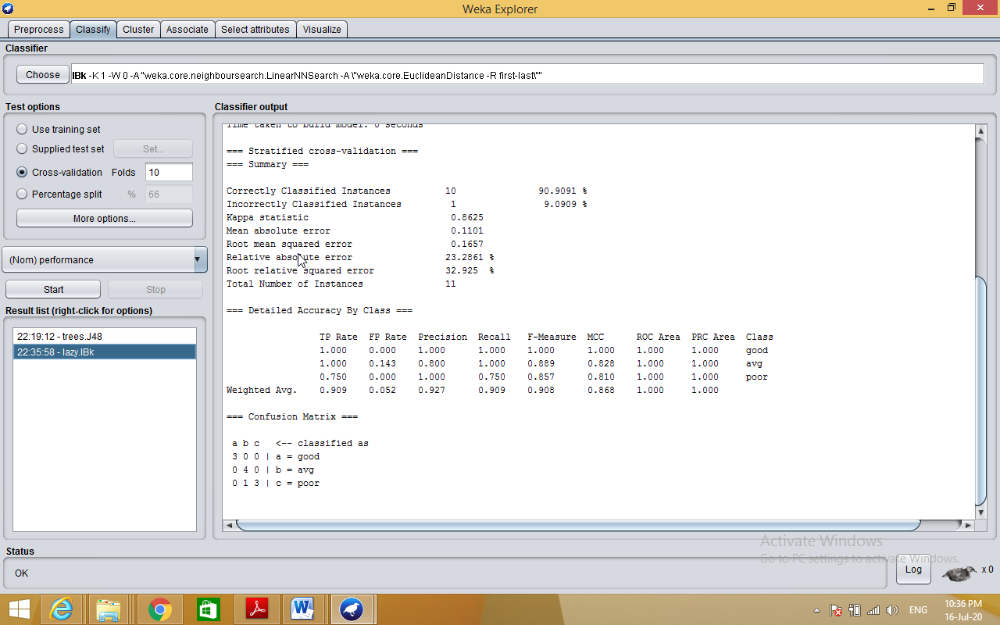 Weka Explorer
Preprocess Classify Cluster Associate Select attributes Visualize
Classifier
Choose IBk -K 1 -W 0 -A "weka.core.neighboursearch.LinearNNSearch -A \"weka.core.EuclideanDistance -R first-last\""
Test options
Use training set
Supplied test set Set...
Cross-validation Folds 10
Percentage split % 66
More options...
(Nom) performance
Start Stop
Result list (right-click for options)
22:19:12 - trees.J48
22:35:58 - lazy.IBk
Classifier output
Time taken to build model: 0 seconds
=== Stratified cross-validation ===
=== Summary ===
Correctly Classified Instances 10 90.9091 %
Incorrectly Classified Instances 1 9.0909 %
Kappa statistic 0.8625
Mean absolute error 0.1101
Root mean squared error 0.1657
Relative absolute error 23.2861 %
Root relative squared error 32.925 %
Total Number of Instances 11
=== Detailed Accuracy By Class ===
TP Rate FP Rate Precision Recall F-Measure MCC ROC Area PRC Area Class
1.000 0.000 1.000 1.000 1.000 1.000 1.000 1.000 good
1.000 0.143 0.800 1.000 0.889 0.828 1.000 1.000 avg
0.750 0.000 1.000 0.750 0.857 0.810 1.000 1.000 poor
Weighted Avg. 0.909 0.052 0.927 0.909 0.908 0.868 1.000 1.000
=== Confusion Matrix ===
a b c <-- classified as
3 0 0 | a = good
0 4 0 | b = avg
0 1 3 | c = poor
Activate Windows
Go to PC settings to activate Windows.
Status
OK
Log
x 0
ENG
10:36 PM
16-Jul-20